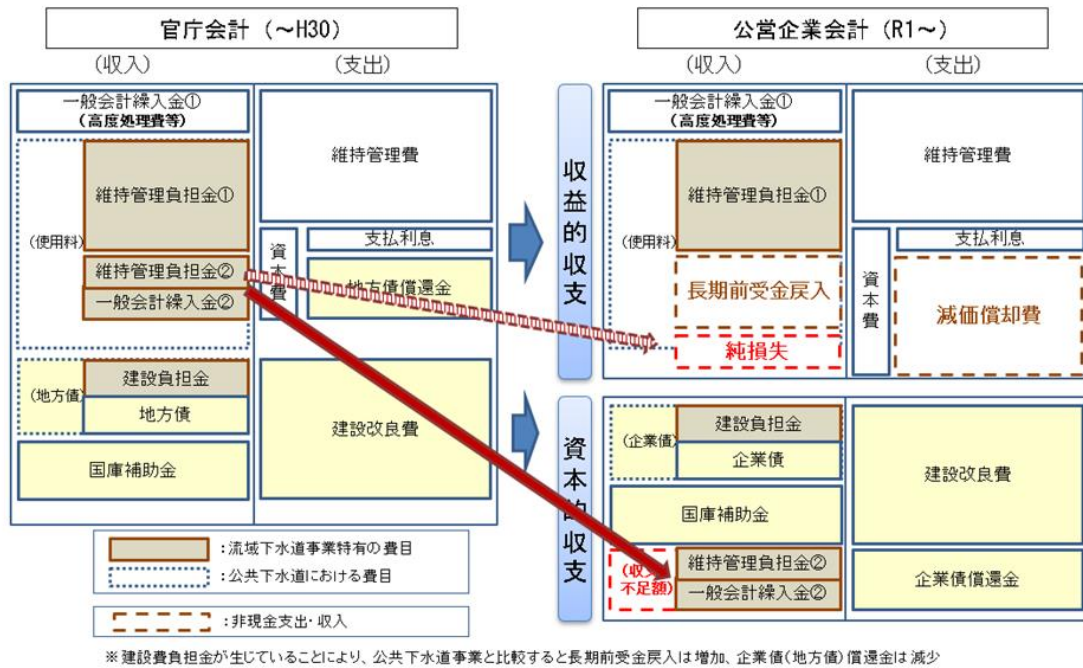 官庁会計（～H30）
（収入）
（支出）
一般会計繰入金①
（高度処理費等）
維持管理負担金①
（使用料）
維持管理負担金②
一般会計繰入金②
（地方債）
建設負担金
地方債
国庫補助金
維持管理費
資本費
支払利息
地方債償還金
建設改良費
収益的収支
資本的収支
公営企業会計（R1～）
（収入）
（支出）
一般会計繰入金①
（高度処理費等）
維持管理負担金①
（使用料）
長期前受金戻入
純損失
維持管理費
資本費
支払利息
減価償却費
（企業債）
建設負担金
企業債
国庫補助金
不足額）
維持管理負担金②
一般会計繰入金②
建設改良費
企業債償還金
：流域下水道事業特有の費目
：公共下水道における費目
：非現金支出・収入
※建設費負担金が生じていることにより、公共下水道事業と比較すると長期前受金戻入は増加、企業債(地方債)償還金は減少